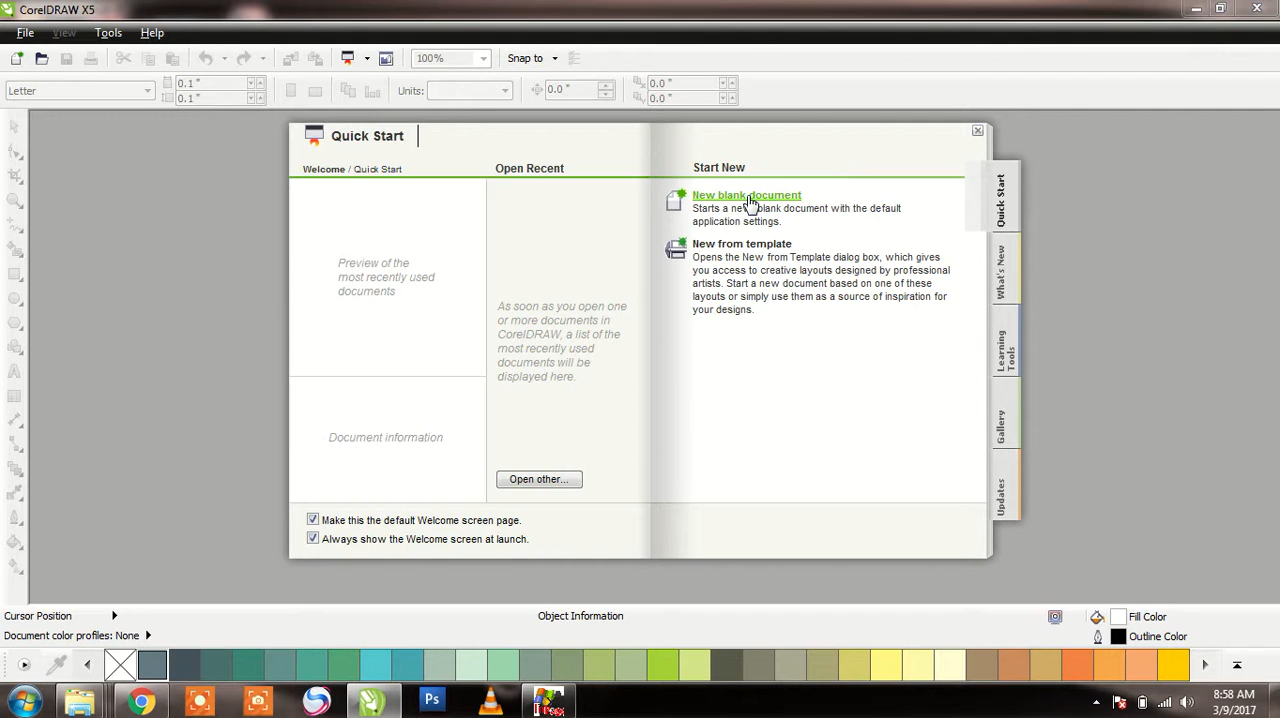 CorelDRAW X5
File View Tools Help
100% Snap to
Letter 0.1 " 0.1 " Units: 0.0 " 0.0 " 0.0 "
Quick Start
Welcome / Quick Start
Open Recent
Start New
Preview of the
most recently used
documents
Document information
As soon as you open one
or more documents in
CorelDRAW, a list of the
most recently used
documents will be
displayed here.
Open other...
New blank document
Starts a new blank document with the default
application settings.
New from template
Opens the New from Template dialog box, which gives
you access to creative layouts designed by professional
artists. Start a new document based on one of these
layouts or simply use them as a source of inspiration for
your designs.
Quick Start
What's New
Learning
Tools
Gallery
Updates
Make this the default Welcome screen page.
Always show the Welcome screen at launch.
Cursor Position Object Information Fill Color
Document color profiles: None Outline Color
Ps
8:58 AM
3/9/2017